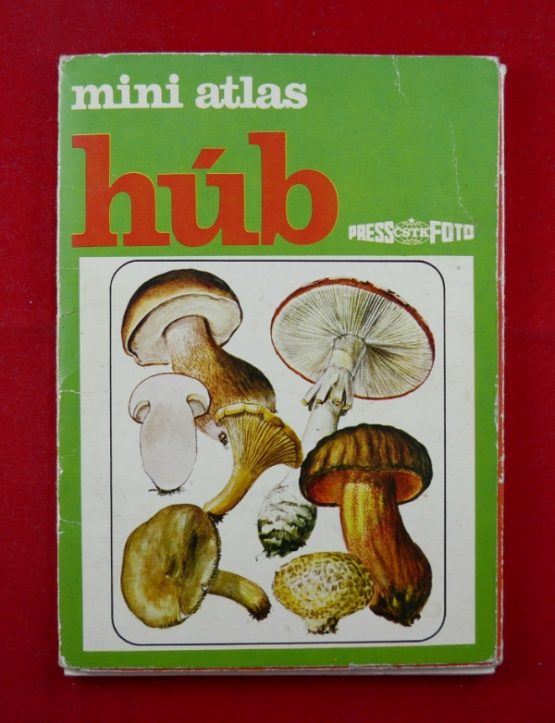 mini atlas
húb
PRESS ČSTK FOTO